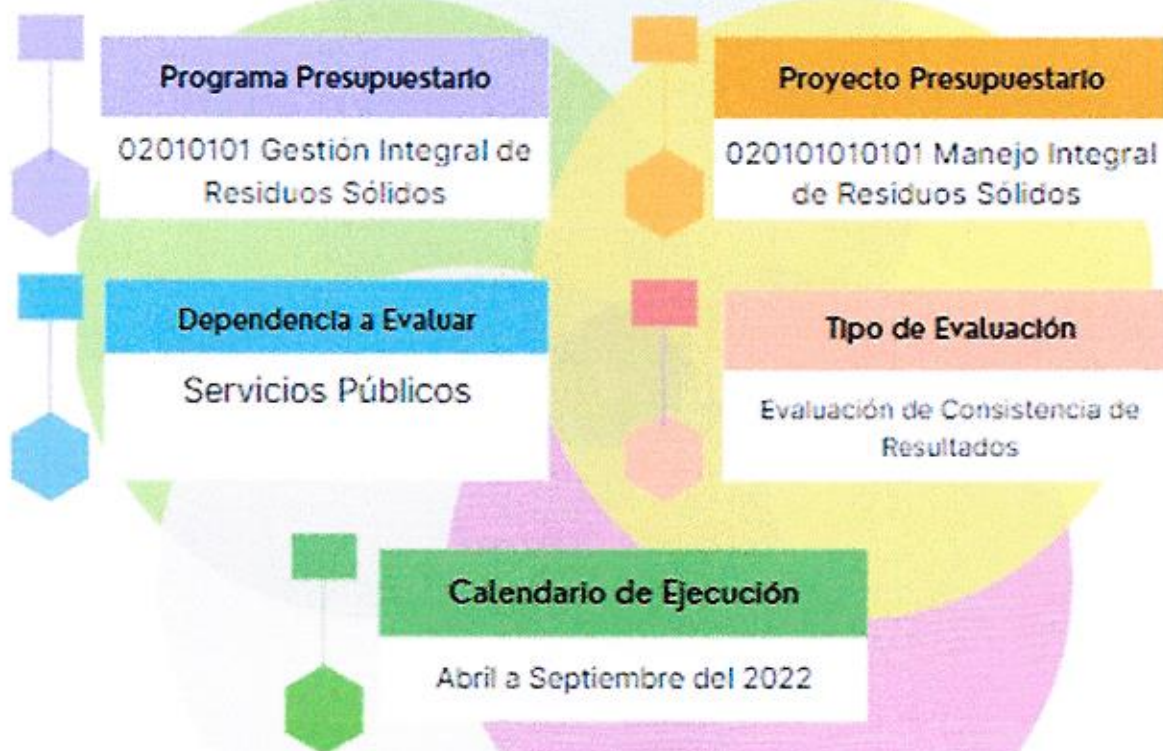 Programa Presupuestario
02010101 Gestión Integral de
Residuos Sólidos
Proyecto Presupuestario
020101010101 Manejo Integral
de Residuos Sólidos
Dependencia a Evaluar
Servicios Públicos
Tipo de Evaluación
Evaluación de Consistencia de
Resultados
Calendario de Ejecución
Abril a Septiembre del 2022